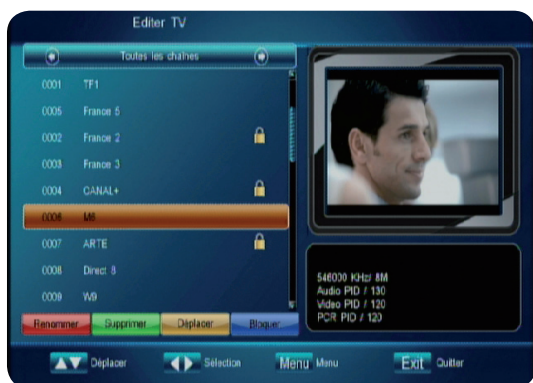 Editer TV
Toutes les chaînes
0001 TF1
0005 France 5
0002 France 2
0003 France 3
0004 CANAL+
0006 M6
0007 ARTE
0008 Direct 8
0009 W9
Renommer Supprimer Déplacer Bloquer
546000 KHz/ 8M
Audio PID / 130
Video PID / 120
PCR PID / 120
Déplacer Sélection Menu Menu Exit Quitter